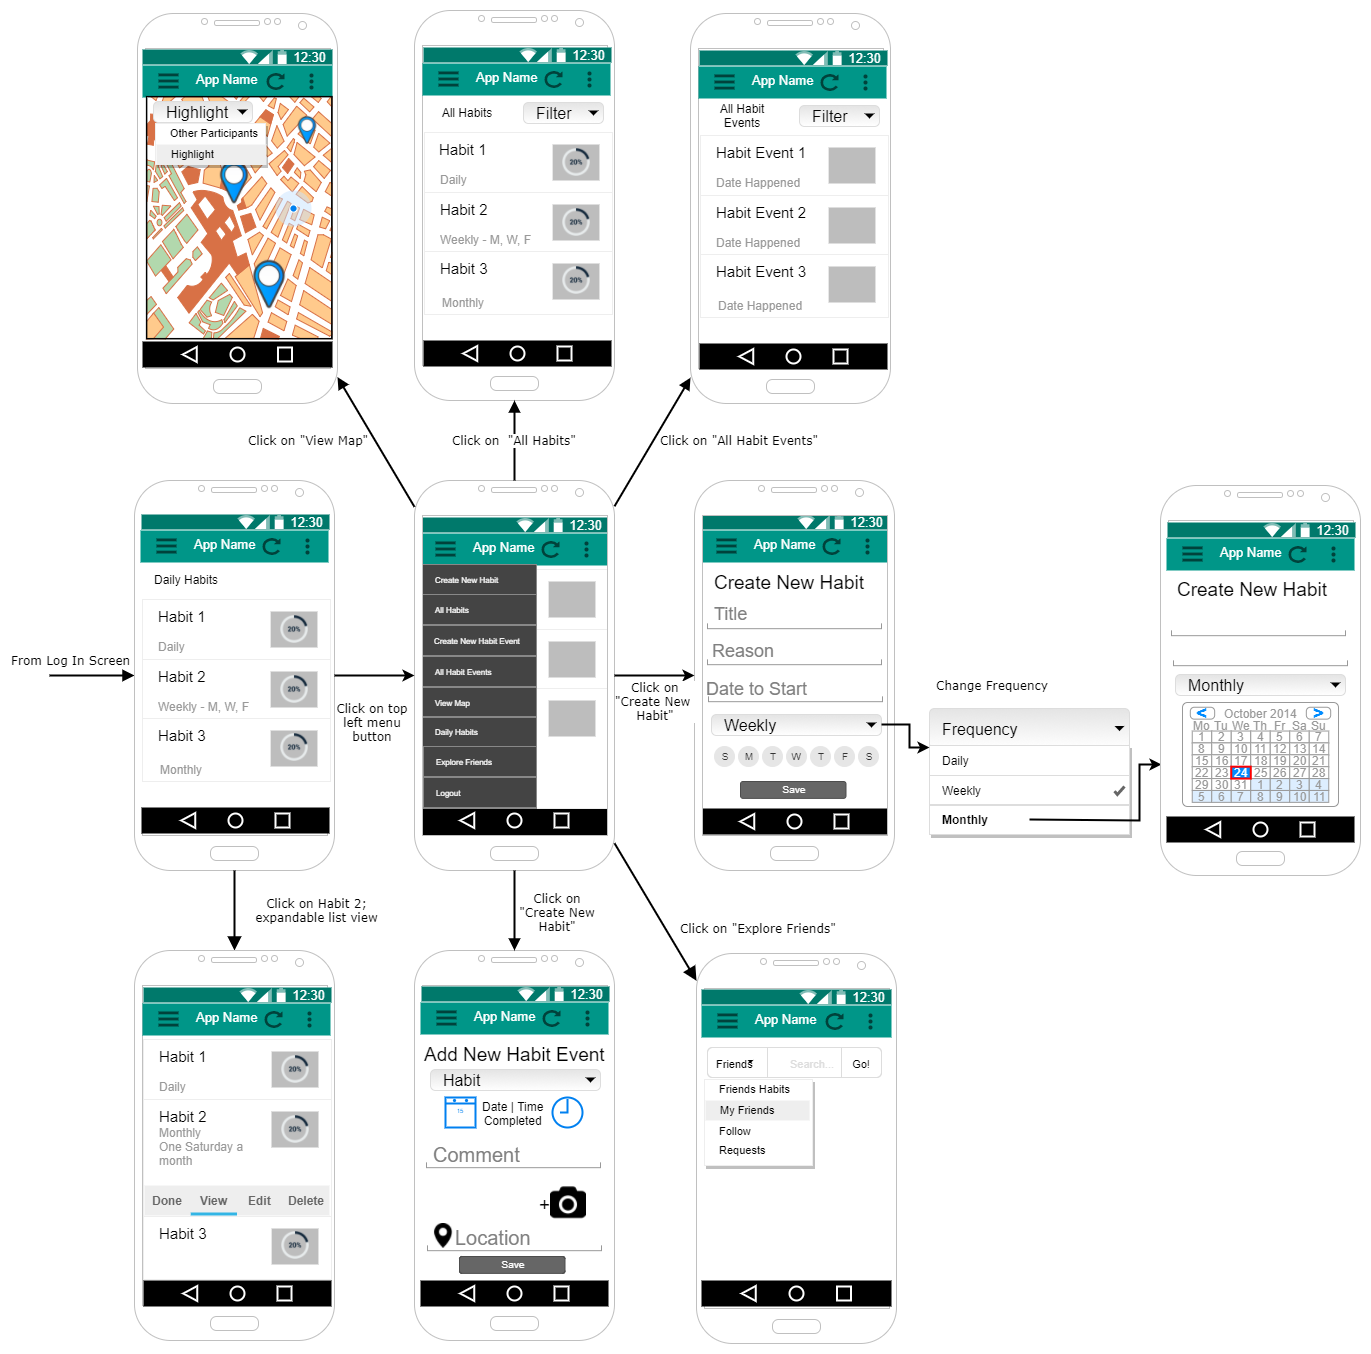 12:30
App Name
Highlight
Other Participants
Highlight
12:30
App Name
All Habits
Filter
Habit 1
20%
Daily
Habit 2
20%
Weekly - M, W, F
Habit 3
20%
Monthly
12:30
App Name
All Habit
Events
Filter
Habit Event 1
Date Happened
Habit Event 2
Date Happened
Habit Event 3
Date Happened
Click on "View Map"
Click on "All Habits"
Click on "All Habit Events"
From Log In Screen
12:30
App Name
Daily Habits
Habit 1
20%
Daily
Habit 2
20%
Weekly - M, W, F
Habit 3
20%
Monthly
Click on top
left menu
button
12:30
App Name
Create New Habit
All Habits
Create New Habit Event
All Habit Events
View Map
Daily Habits
Explore Friends
Logout
Click on
"Create New
Habit"
12:30
App Name
Create New Habit
Title
Reason
Date to Start
Weekly
S M T W T F S
Save
Change Frequency
Frequency
Daily
Weekly
Monthly
12:30
App Name
Create New Habit
Monthly
< October 2014 >
Mo Tu We Th Fr Sa Su
1 2 3 4 5 6 7
8 9 10 11 12 13 14
15 16 17 18 19 20 21
22 23 24 25 26 27 28
29 30 31 1 2 3 4
5 6 7 8 9 10 11
Click on Habit 2;
expandable list view
Click on
"Create New
Habit"
Click on "Explore Friends"
12:30
App Name
Habit 1
20%
Daily
Habit 2
20%
Monthly
One Saturday a
month
Done View Edit Delete
Habit 3
20%
12:30
App Name
Add New Habit Event
Habit
15
Date | Time
Completed
Comment
+
Location
Save
12:30
App Name
Friends Search... Go!
Friends Habits
My Friends
Follow
Requests